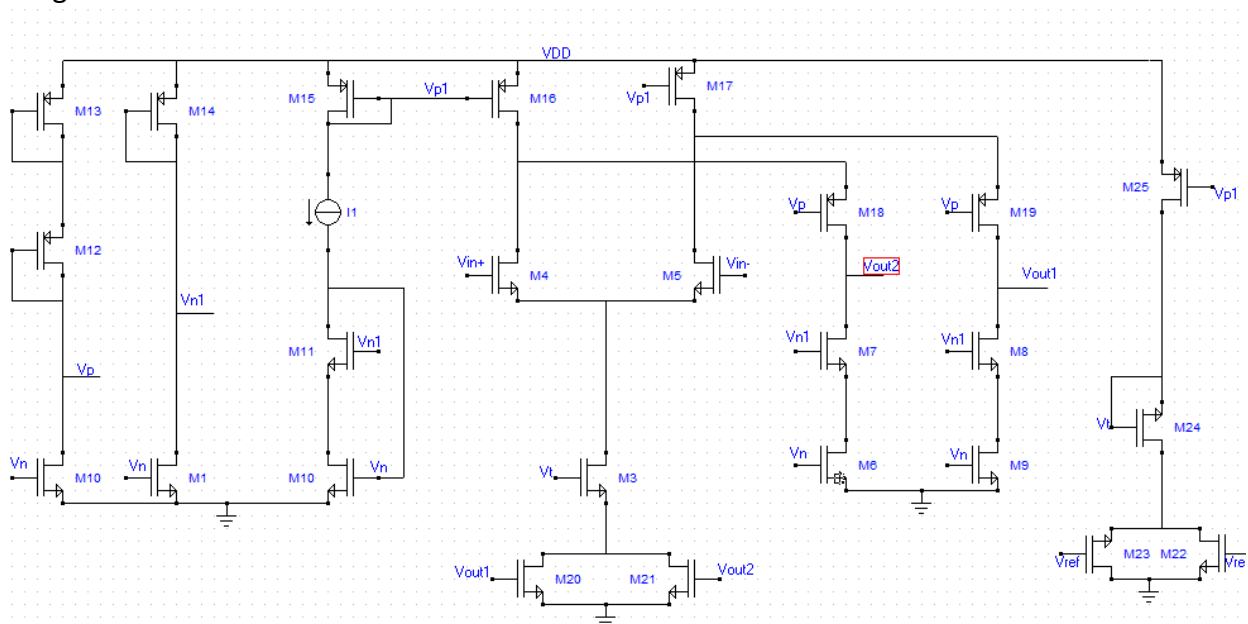 VDD
M13
M14
M15
Vp1
M16
Vp1
M17
M25
Vp1
I1
Vp
M18
Vp
M19
M12
Vin+
M4
M5
Vin-
Vout2
Vout1
Vn1
M11
Vn1
Vn1
M7
Vn1
M8
Vp
M24
Vn
M10
Vn
M1
M10
Vn
Vt
M3
Vn
M6
Vn
M9
Vout1
M20
M21
Vout2
Vref
M23
M22